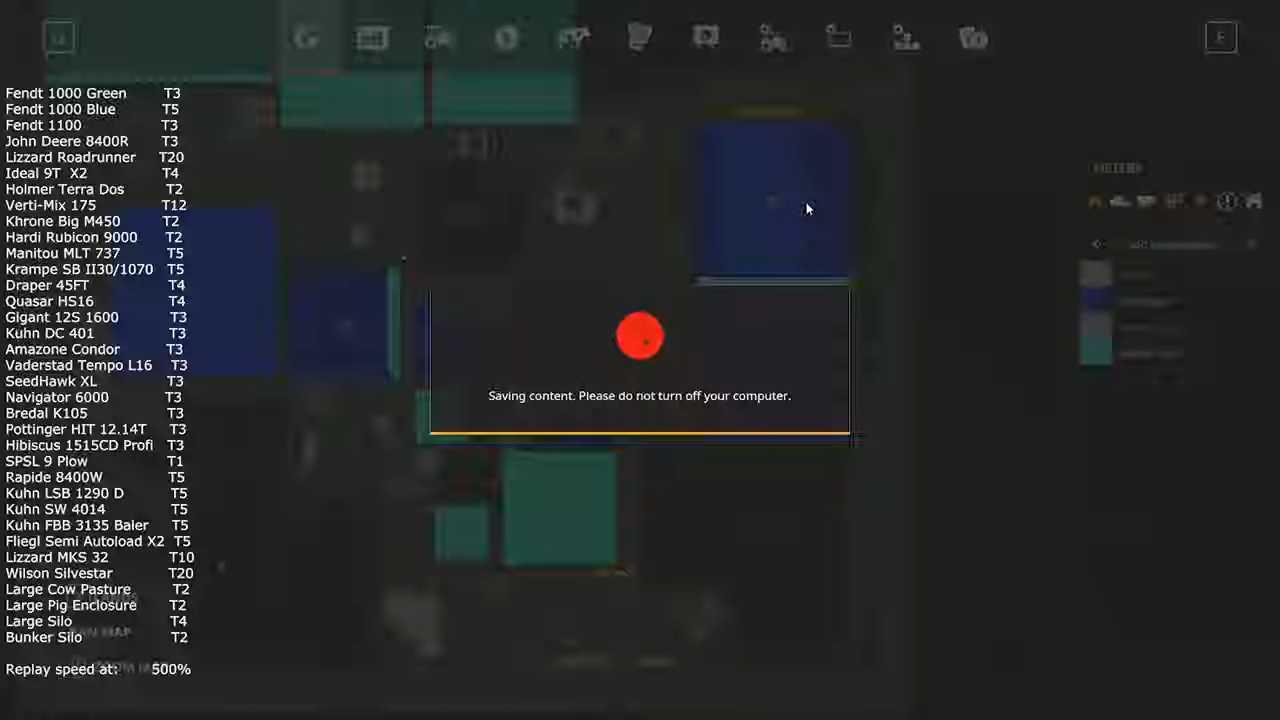 Fendt 1000 Green T3
Fendt 1000 Blue T5
Fendt 1100 T3
John Deere 8400R T3
Lizzard Roadrunner T20
Ideal 9T X2 T4
Holmer Terra Dos T2
Verti-Mix 175 T12
Khrone Big M450 T2
Hardi Rubicon 9000 T2
Manitou MLT 737 T5
Krampe SB II30/1070 T5
Draper 45FT T4
Quasar HS16 T4
Gigant 12S 1600 T3
Kuhn DC 401 T3
Amazone Condor T3
Vaderstad Tempo L16 T3
SeedHawk XL T3
Navigator 6000 T3
Bredal K105 T3
Pottinger HIT 12.14T T3
Hibiscus 1515CD Profi T3
SPSL 9 Plow T1
Rapide 8400W T5
Kuhn LSB 1290 D T5
Kuhn SW 4014 T5
Kuhn FBB 3135 Baler T5
Fliegl Semi Autoload X2 T5
Lizzard MKS 32 T10
Wilson Silvestar T20
Large Cow Pasture T2
Large Pig Enclosure T2
Large Silo T4
Bunker Silo T2
Replay speed at: 500%
Saving content. Please do not turn off your computer.
E
FILTERS